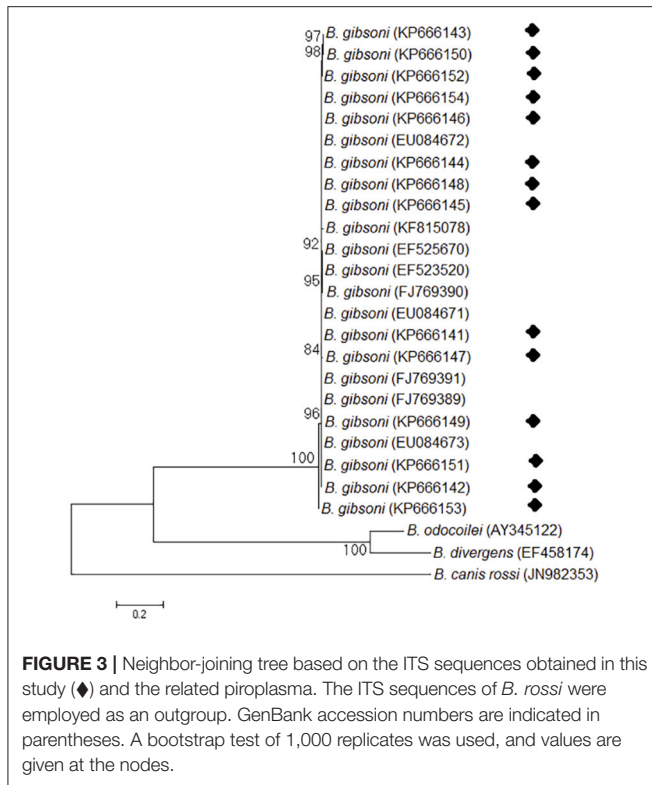 97 B. gibsoni (KP666143) ◆
98 B. gibsoni (KP666150) ◆
B. gibsoni (KP666152) ◆
B. gibsoni (KP666154) ◆
B. gibsoni (KP666146) ◆
B. gibsoni (EU084672)
B. gibsoni (KP666144) ◆
B. gibsoni (KP666148) ◆
B. gibsoni (KP666145) ◆
B. gibsoni (KF815078)
92 B. gibsoni (EF525670)
B. gibsoni (EF523520)
95 B. gibsoni (FJ769390)
B. gibsoni (EU084671)
B. gibsoni (KP666141) ◆
84 B. gibsoni (KP666147) ◆
B. gibsoni (FJ769391)
B. gibsoni (FJ769389)
96 B. gibsoni (KP666149) ◆
B. gibsoni (EU084673)
100 B. gibsoni (KP666151) ◆
B. gibsoni (KP666142) ◆
B. gibsoni (KP666153) ◆
B. odocoilei (AY345122)
100 B. divergens (EF458174)
B. canis rossi (JN982353)
0.2
FIGURE 3 | Neighbor-joining tree based on the ITS sequences obtained in this
study (◆) and the related piroplasma. The ITS sequences of B. rossi were
employed as an outgroup. GenBank accession numbers are indicated in
parentheses. A bootstrap test of 1,000 replicates was used, and values are
given at the nodes.